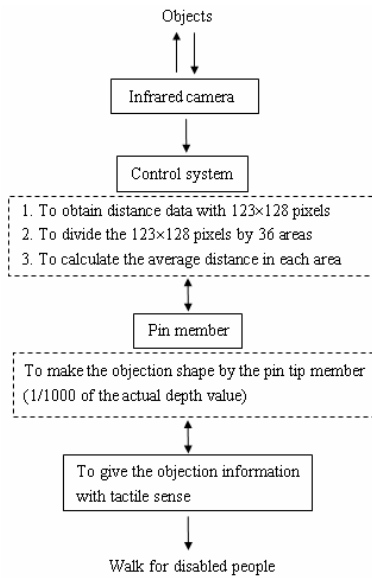 Objects
Infrared camera
Control system
1. To obtain distance data with 123×128 pixels
2. To divide the 123×128 pixels by 36 areas
3. To calculate the average distance in each area
Pin member
To make the objection shape by the pin tip member
(1/1000 of the actual depth value)
To give the objection information
with tactile sense
Walk for disabled people